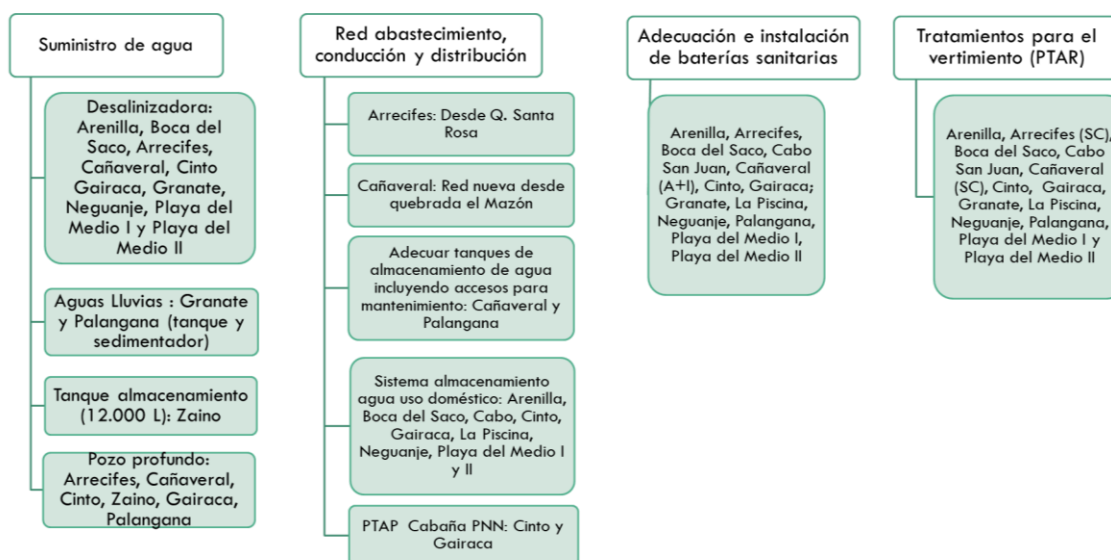 Suministro de agua
Desalinizadora:
Arenilla, Boca del
Saco, Arrecifes,
Cañaveral, Cinto
Gairaca, Granate,
Neguanje, Playa del
Medio I y Playa del
Medio II
Aguas Lluvias : Granate
y Palangana (tanque y
sedimentador)
Tanque almacenamiento
(12.000 L): Zaino
Pozo profundo:
Arrecifes, Cañaveral,
Cinto, Zaino, Gairaca,
Palangana
Red abastecimiento,
conducción y distribución
Arrecifes: Desde Q. Santa
Rosa
Cañaveral: Red nueva desde
quebrada el Mazón
Adecuar tanques de
almacenamiento de agua
incluyendo accesos para
mantenimiento: Cañaveral y
Palangana
Sistema almacenamiento
agua uso doméstico: Arenilla,
Boca del Saco, Cabo, Cinto,
Gairaca, La Piscina,
Neguanje, Playa del Medio I
y II
PTAP Cabaña PNN: Cinto y
Gairaca
Adecuación e instalación
de baterías sanitarias
Arenilla, Arrecifes,
Boca del Saco, Cabo
San Juan, Cañaveral
(A+I), Cinto, Gairaca;
Granate, La Piscina,
Neguanje, Palangana,
Playa del Medio I,
Playa del Medio II
Tratamientos para el
vertimiento (PTAR)
Arenilla, Arrecifes (SC),
Boca del Saco, Cabo
San Juan, Cañaveral
(SC), Cinto, Gairaca,
Granate, La Piscina,
Neguanje, Palangana,
Playa del Medio I y
Playa del Medio II